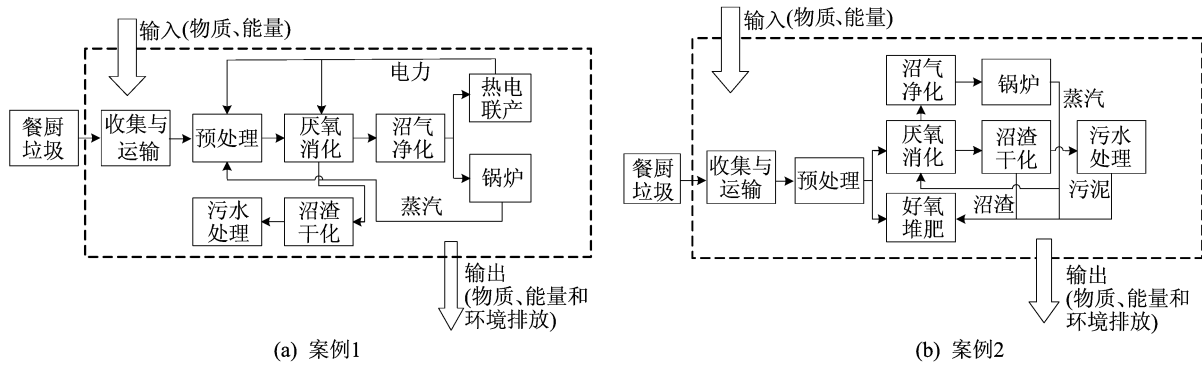 输入(物质、能量)
电力
热电
联产
餐厨
垃圾
收集与
运输
预处理
厌氧
消化
沼气
净化
锅炉
蒸汽
污水
处理
沼渣
干化
输出
(物质、能量和
环境排放)
(a) 案例1
输入(物质、能量)
沼气
净化
锅炉
蒸汽
餐厨
垃圾
收集与
运输
预处理
厌氧
消化
沼渣
干化
污水
处理
污泥
沼渣
好氧
堆肥
输出
(物质、能量和
环境排放)
(b) 案例2